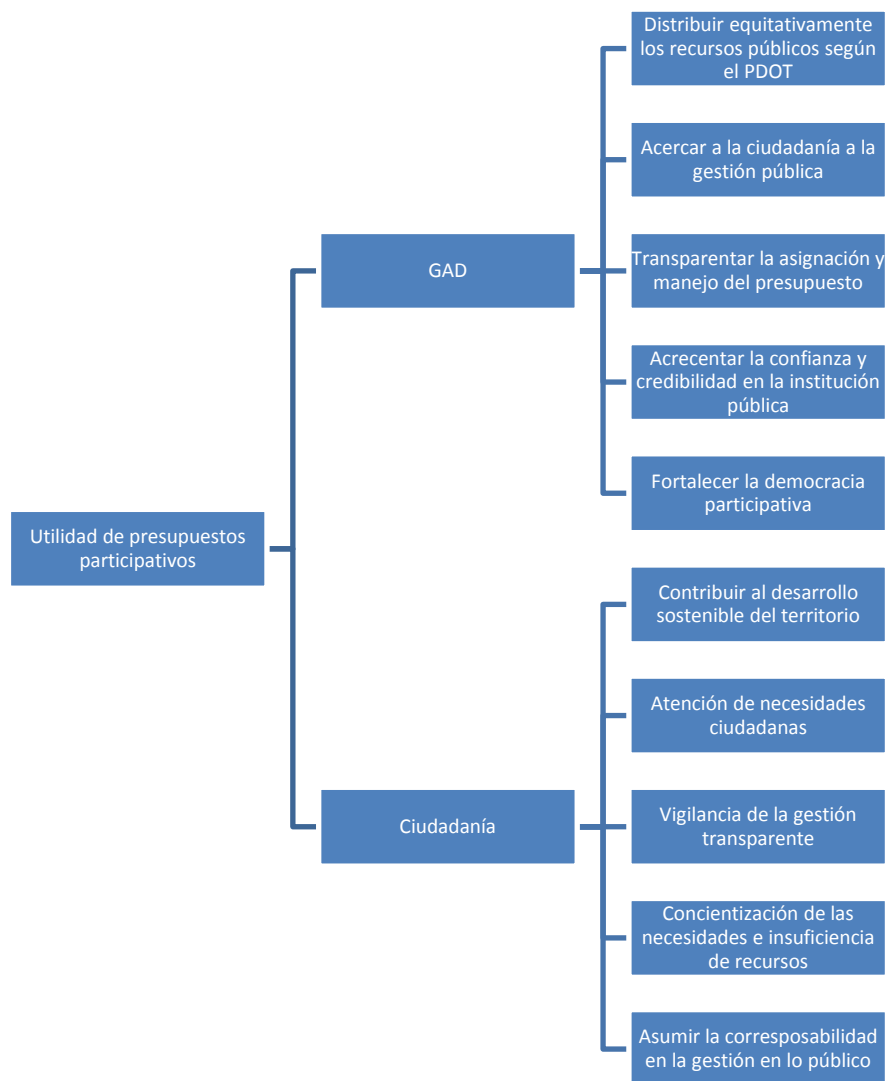 Utilidad de presupuestos
participativos
GAD
Distribuir equitativamente
los recursos públicos según
el PDOT
Acercar a la ciudadanía a la
gestión pública
Transparentar la asignación y
manejo del presupuesto
Acrecentar la confianza y
credibilidad en la institución
pública
Fortalecer la democracia
participativa
Ciudadanía
Contribuir al desarrollo
sostenible del territorio
Atención de necesidades
ciudadanas
Vigilancia de la gestión
transparente
Concientización de las
necesidades e insuficiencia
de recursos
Asumir la corresposabilidad
en la gestión en lo público